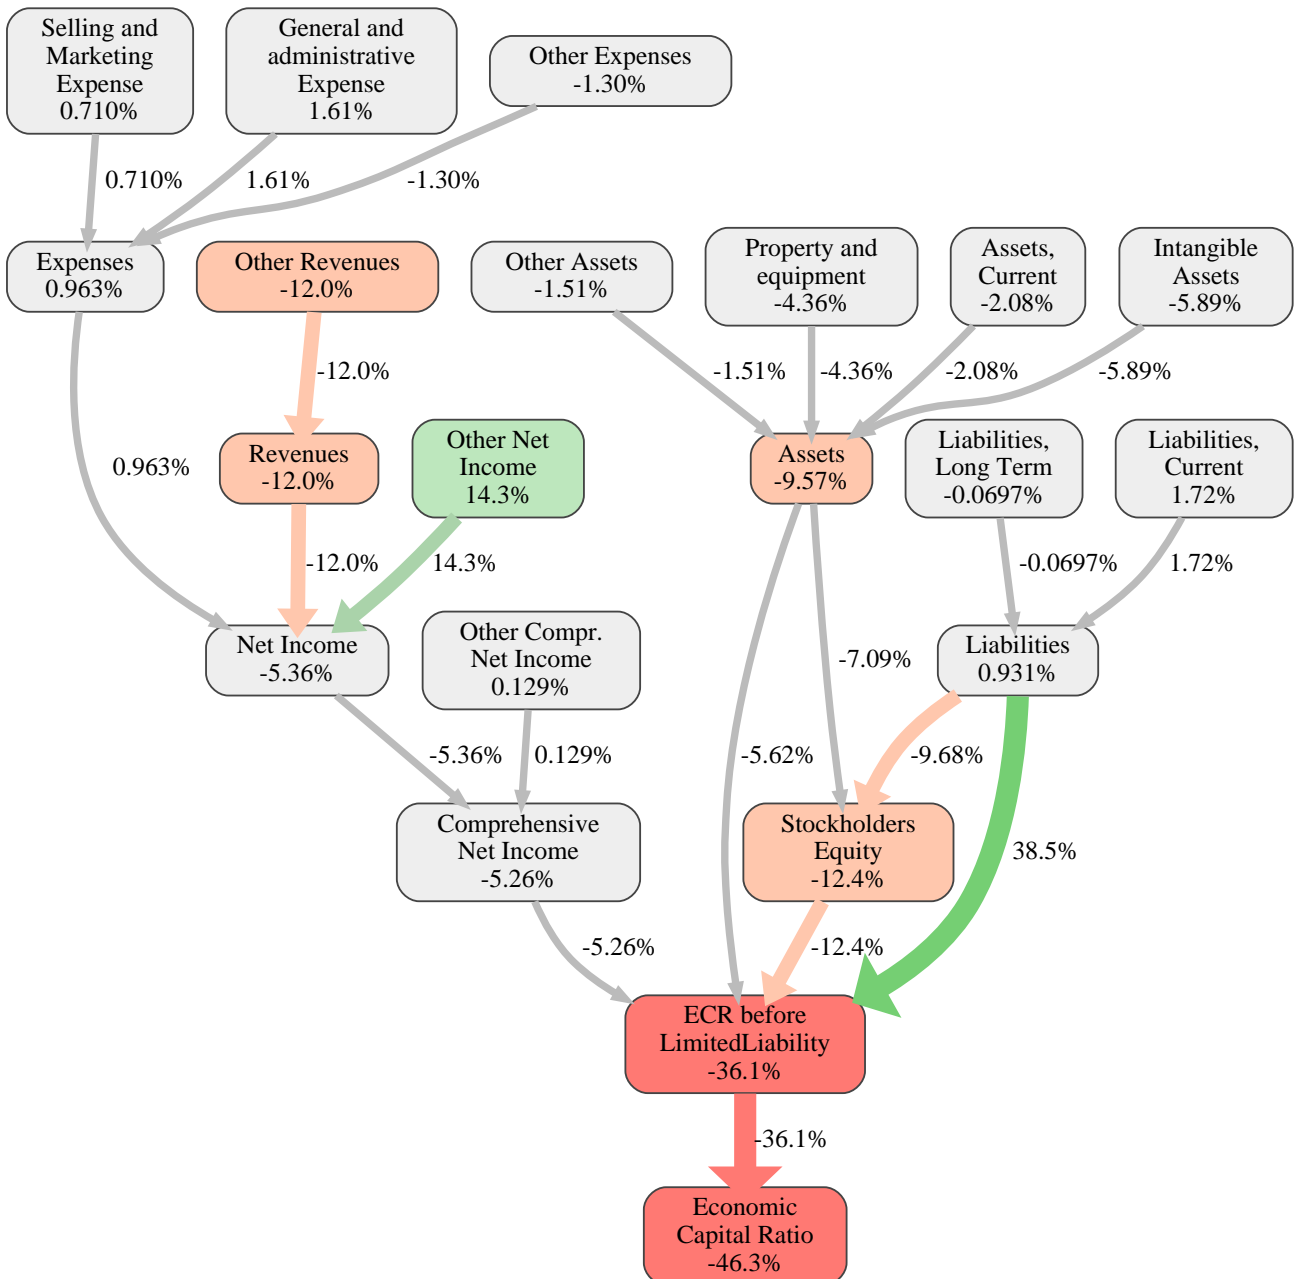 Selling and
Marketing
Expense
0.710%
General and
administrative
Expense
1.61%
Other Expenses
-1.30%
0.710%
1.61%
-1.30%
Expenses
0.963%
Other Revenues
-12.0%
Other Assets
-1.51%
Property and
equipment
-4.36%
Assets,
Current
-2.08%
Intangible
Assets
-5.89%
-12.0%
-1.51%
-4.36%
-2.08%
-5.89%
0.963%
Revenues
-12.0%
Other Net
Income
14.3%
Assets
-9.57%
Liabilities,
Long Term
-0.0697%
Liabilities,
Current
1.72%
-12.0%
14.3%
-0.0697%
1.72%
Net Income
-5.36%
Other Compr.
Net Income
0.129%
-7.09%
Liabilities
0.931%
-5.36%
0.129%
-5.62%
-9.68%
Comprehensive
Net Income
-5.26%
Stockholders
Equity
-12.4%
38.5%
-5.26%
-12.4%
ECR before
LimitedLiability
-36.1%
-36.1%
Economic
Capital Ratio
-46.3%